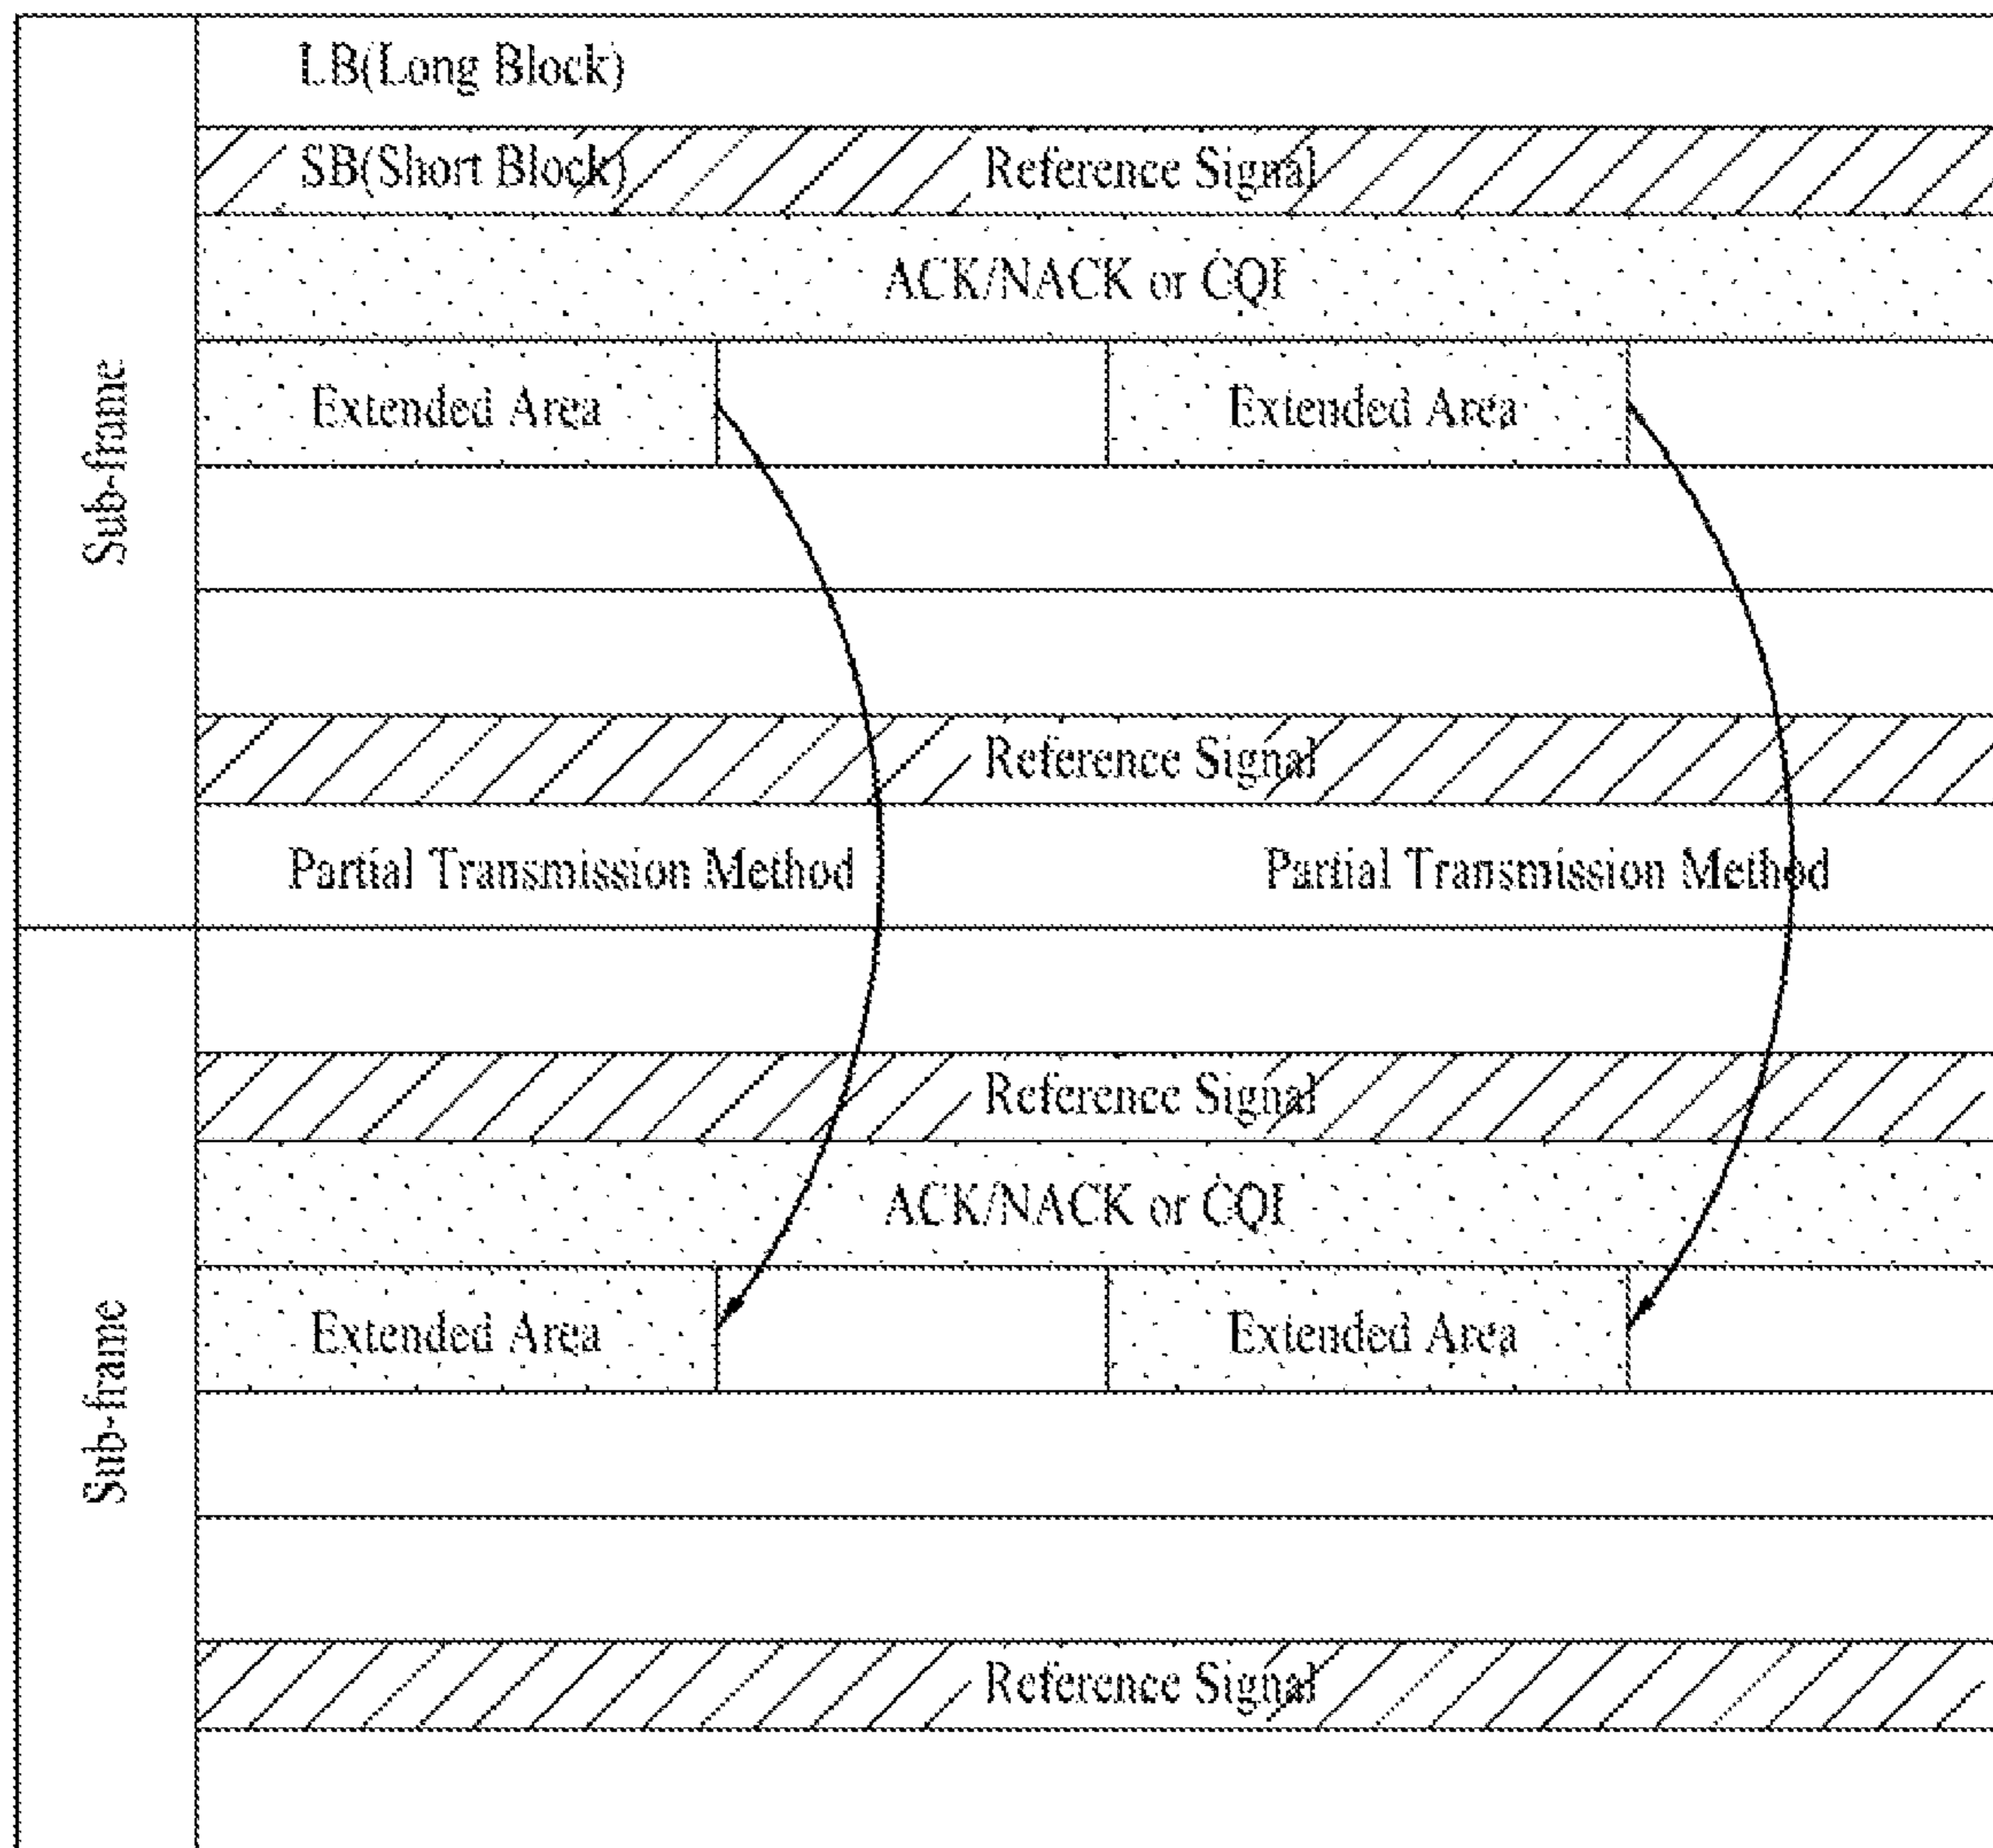 Sub-frame
LB(Long Block)
SB(Short Block) Reference Signal
ACK/NACK or CQI
Extended Area Extended Area
Reference Signal
Partial Transmission Method Partial Transmission Method
Sub-frame
Reference Signal
ACK/NACK or CQI
Extended Area Extended Area
Reference Signal